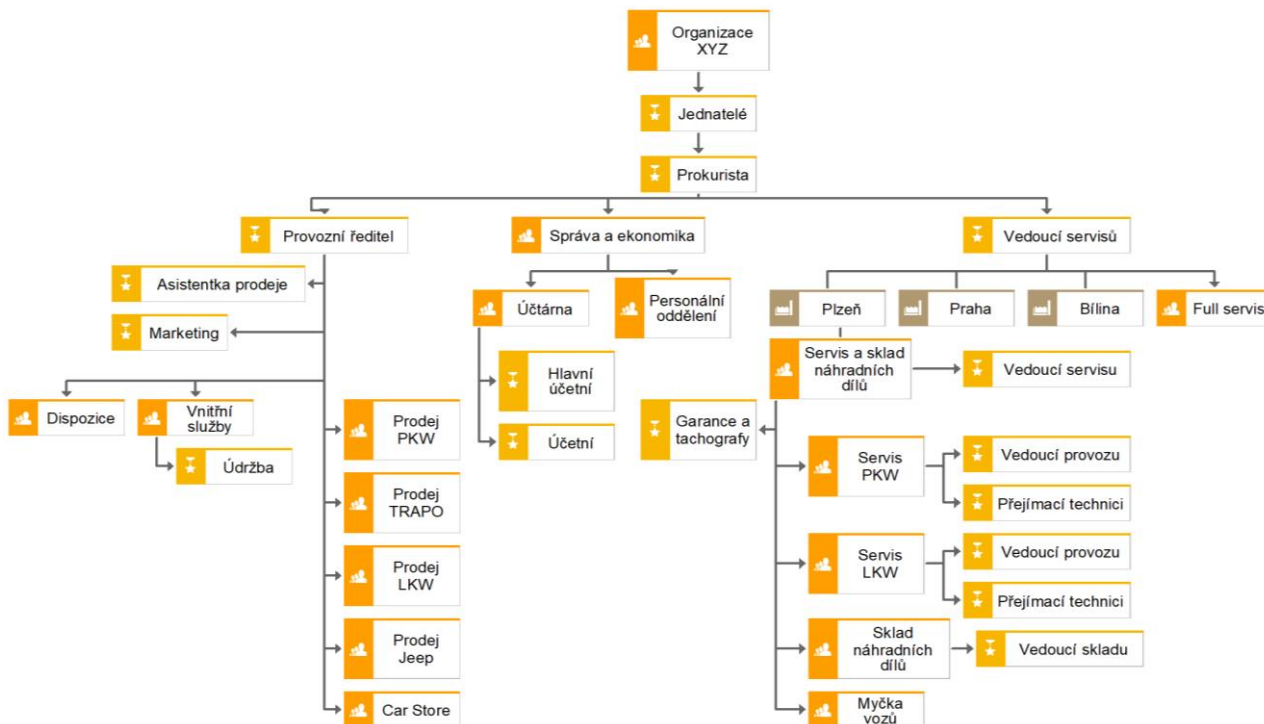 Organizace
XYZ
Jednatelé
Prokurista
Provozní ředitel
Správa a ekonomika
Vedoucí servisů
Asistentka prodeje
Marketing
Účtárna
Personální
oddělení
Plzeň
Praha
Bílina
Full servis
Dispozice
Vnitřní
služby
Údržba
Hlavní
účetní
Účetní
Servis a sklad
náhradních
dílů
Vedoucí servisu
Garance a
tachografy
Prodej
PKW
Prodej
TRAPO
Prodej
LKW
Prodej
Jeep
Car Store
Servis
PKW
Vedoucí provozu
Přejímací technici
Servis
LKW
Vedoucí provozu
Přejímací technici
Sklad
náhradních
dílů
Vedoucí skladu
Myčka
vozů